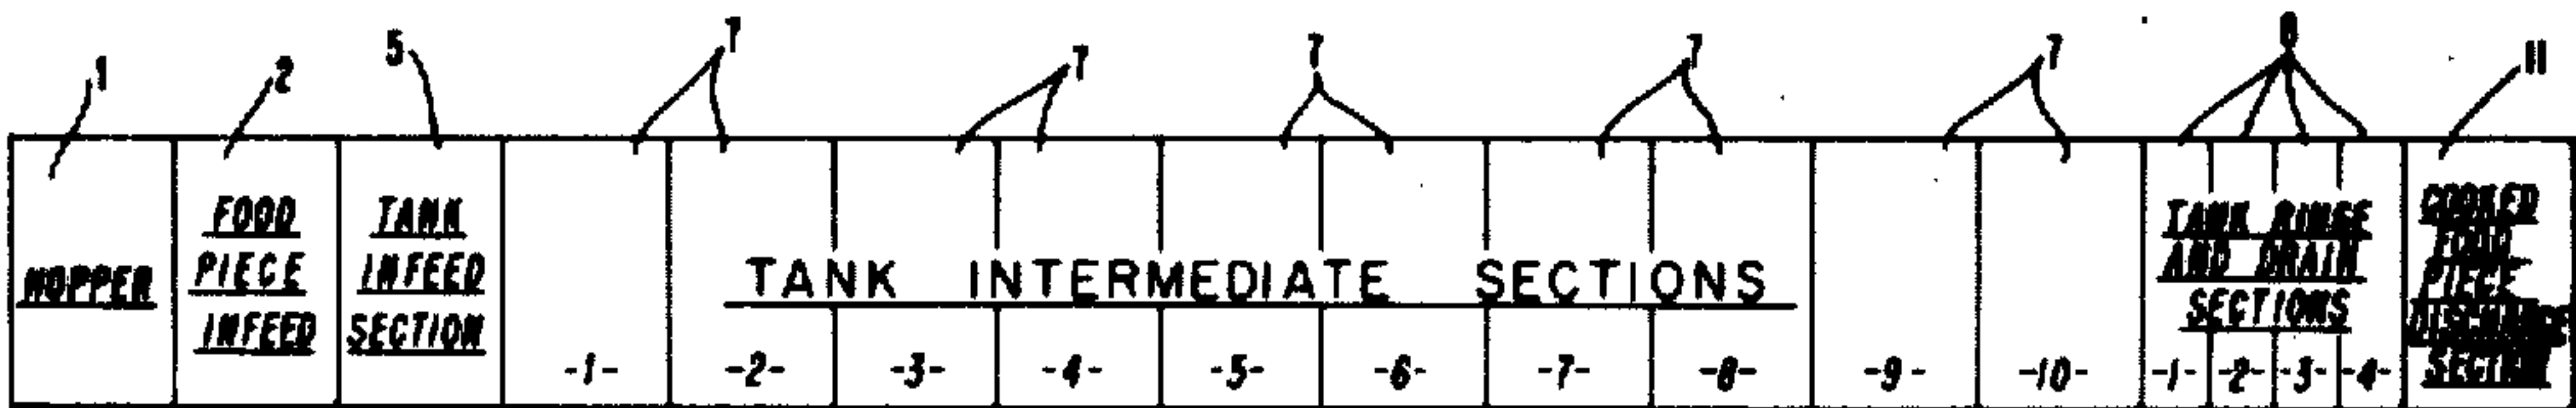 1 2 5 7 7 7 7 7 8 11
HOPPER
FOOD
PIECE
INFEED
TANK
INFEED
SECTION
TANK INTERMEDIATE SECTIONS
-1- -2- -3- -4- -5- -6- -7- -8- -9- -10-
TANK RINSE
AND DRAIN
SECTIONS
-1- -2- -3- -4-
COOKED
FOOD
PIECE
DISCHARGE
SECTION